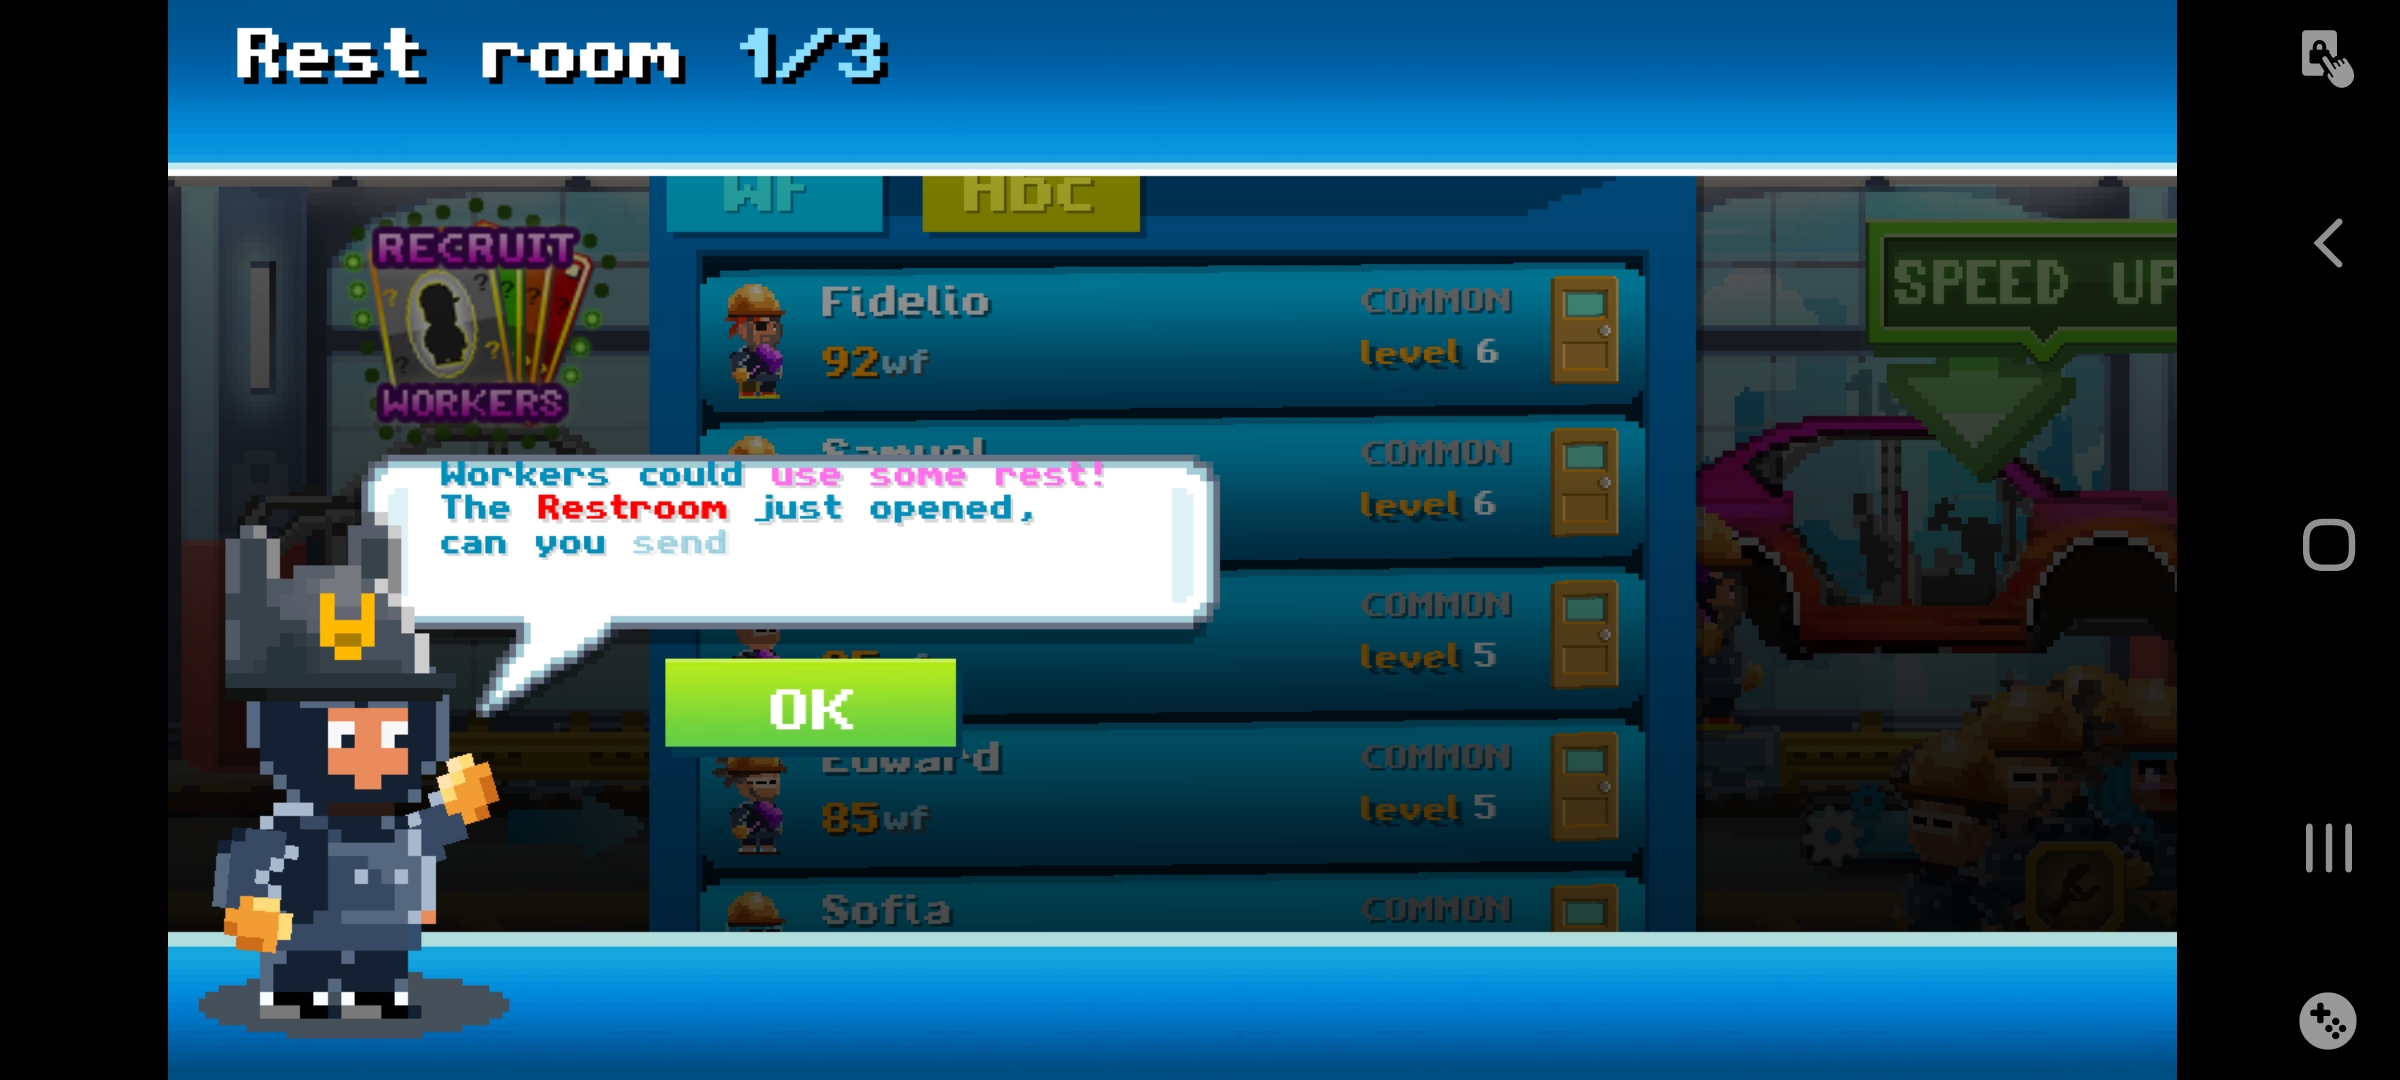 Rest room 1/3
WF Abc
RECRUIT
WORKERS
SPEED UP
Fidelio
COMMON
92wf
level 6
Samuel
COMMON
level 6
Workers could use some rest!
The Restroom just opened,
can you send
COMMON
level 5
OK
Edward
COMMON
85wf
level 5
Sofia
COMMON